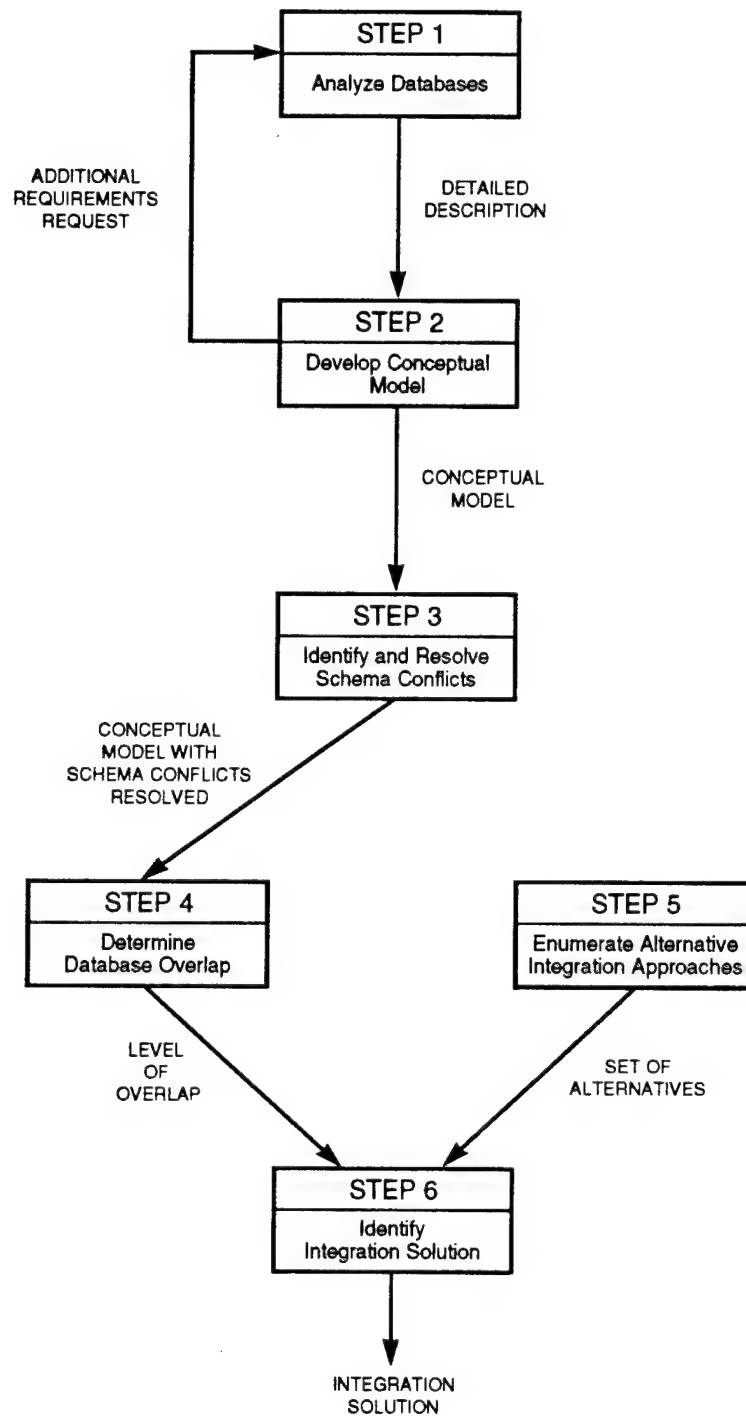 STEP 1
Analyze Databases
ADDITIONAL
REQUIREMENTS
REQUEST
DETAILED
DESCRIPTION
STEP 2
Develop Conceptual
Model
CONCEPTUAL
MODEL
STEP 3
Identify and Resolve
Schema Conflicts
CONCEPTUAL
MODEL WITH
SCHEMA CONFLICTS
RESOLVED
STEP 4
Determine
Database Overlap
STEP 5
Enumerate Alternative
Integration Approaches
LEVEL
OF
OVERLAP
SET OF
ALTERNATIVES
STEP 6
Identify
Integration Solution
INTEGRATION
SOLUTION